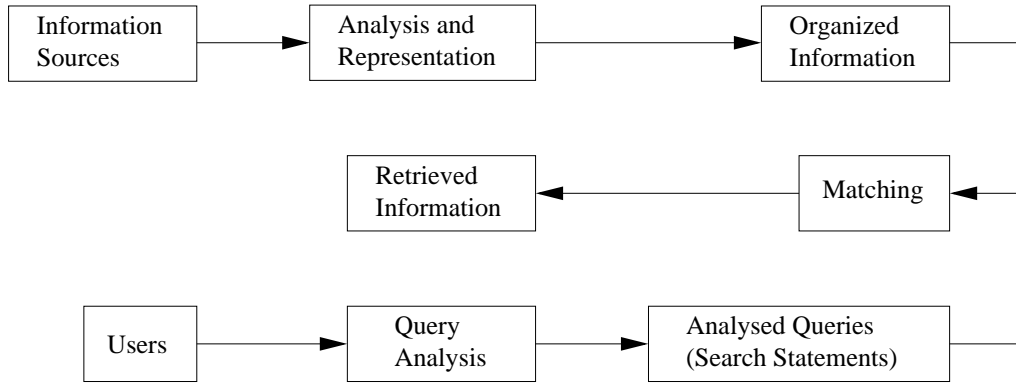 Information
Sources
Analysis and
Representation
Organized
Information
Retrieved
Information
Matching
Users
Query
Analysis
Analysed Queries
(Search Statements)